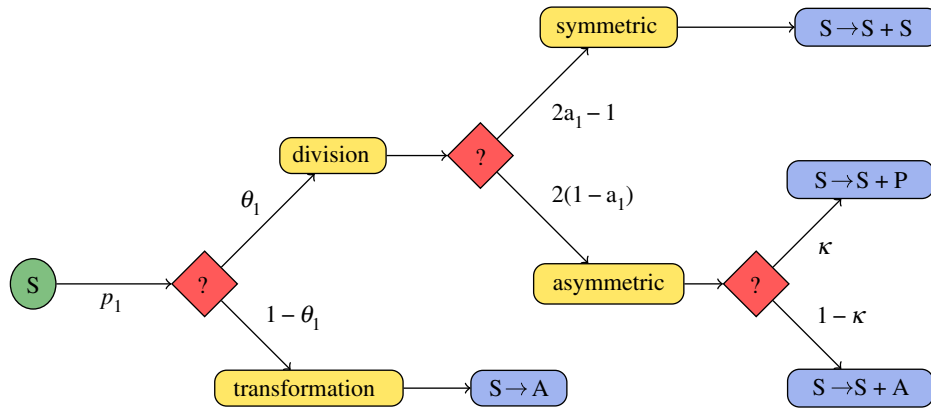 symmetric
S→S + S
2a₁ – 1
division
?
θ₁
2(1 – a₁)
S→S + P
κ
S
p₁
?
asymmetric
?
1 – θ₁
1 – κ
transformation
S→A
S→S + A